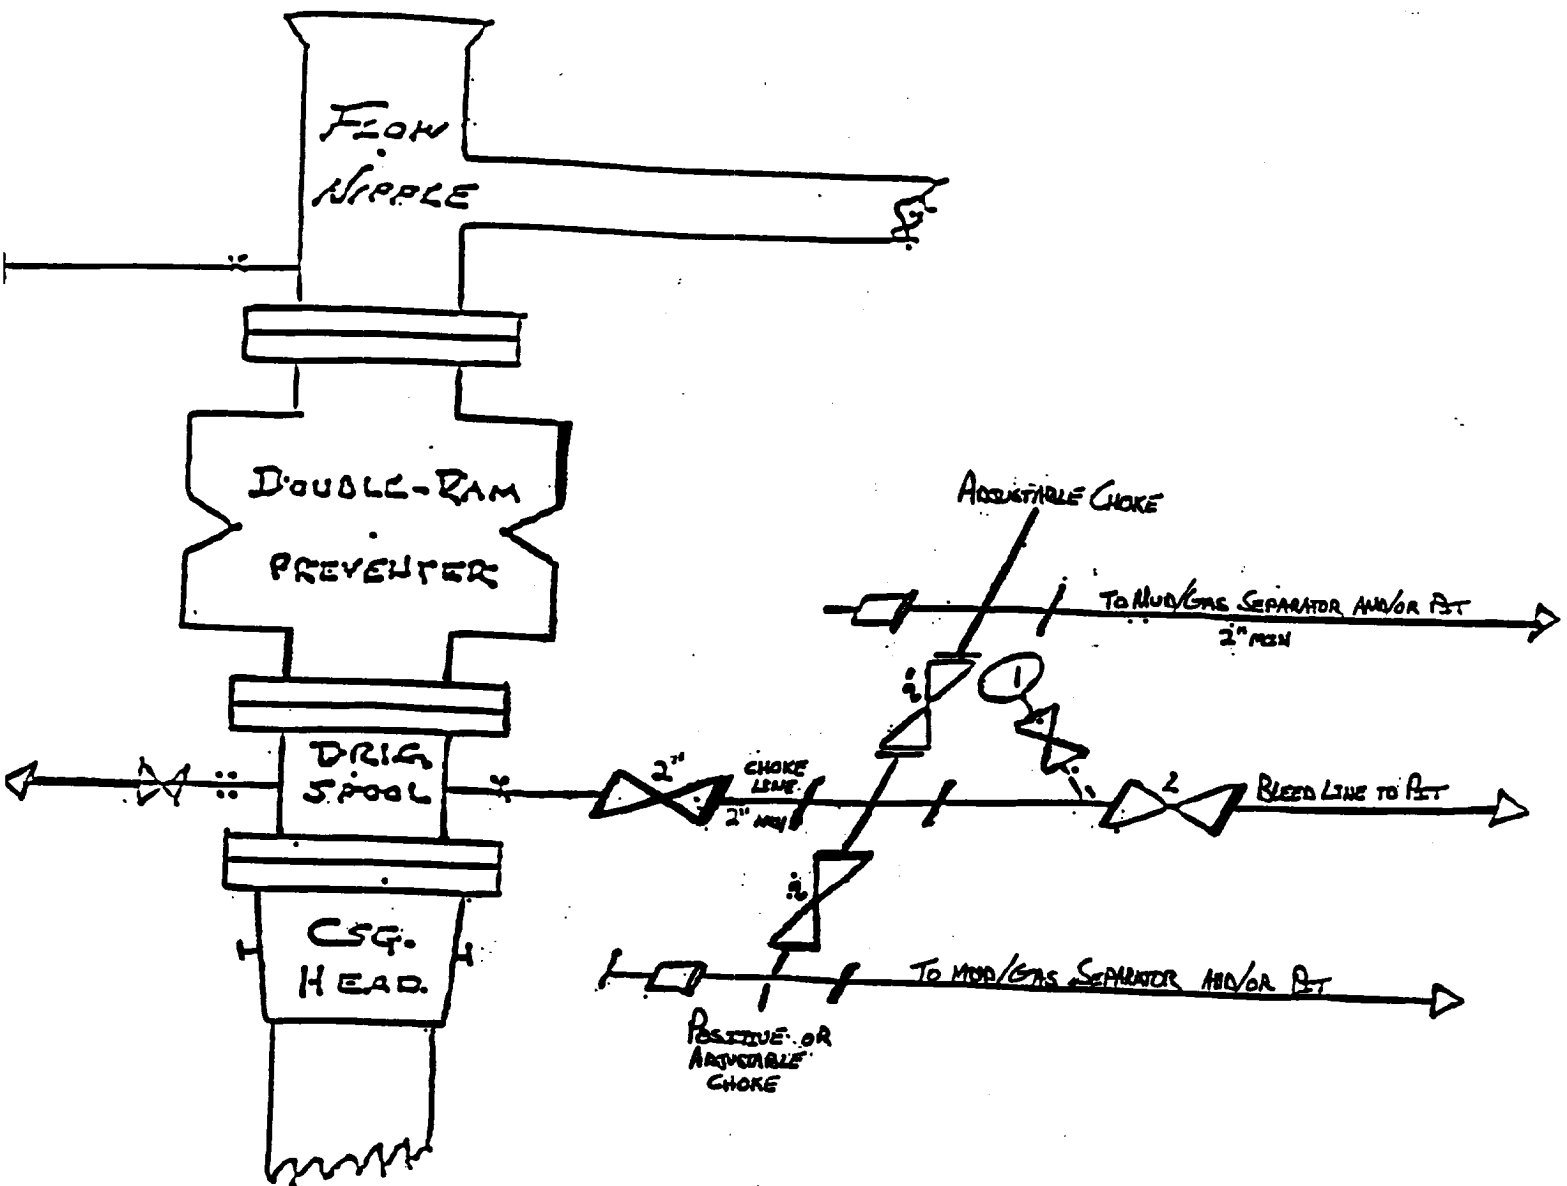 FLOW
NIPPLE
DOUBLE-RAM
PREVENTER
ADJUSTABLE CHOKE
TO MUD/GAS SEPARATOR AND/OR PIT
2" MIN
1
2"
DRLG
SPOOL
2"
CHOKE
LINE
2" MIN
2
BLEED LINE TO PIT
2"
CSG.
HEAD.
TO MUD/GAS SEPARATOR AND/OR PIT
POSITIVE OR
ADJUSTABLE
CHOKE